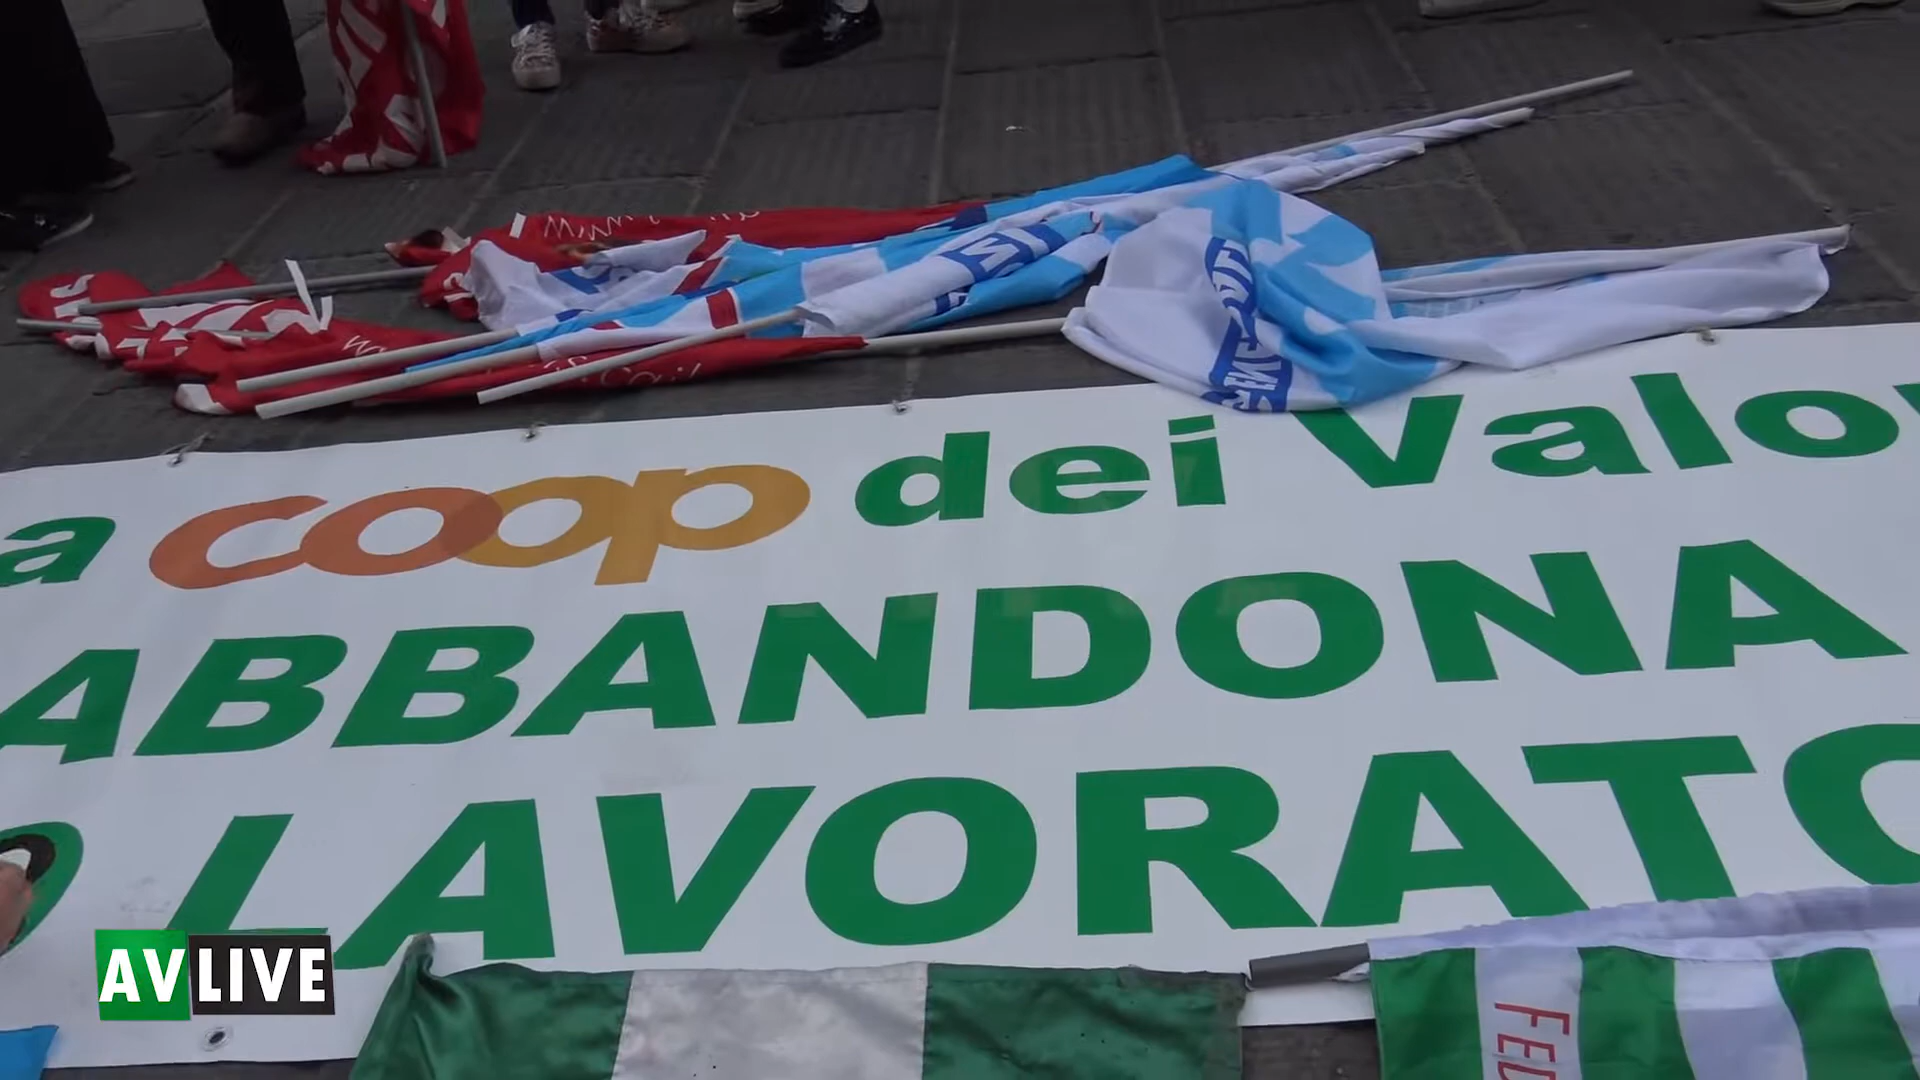 a coop dei Valo
ABBANDONA
O LAVORATO
AVLIVE
FED